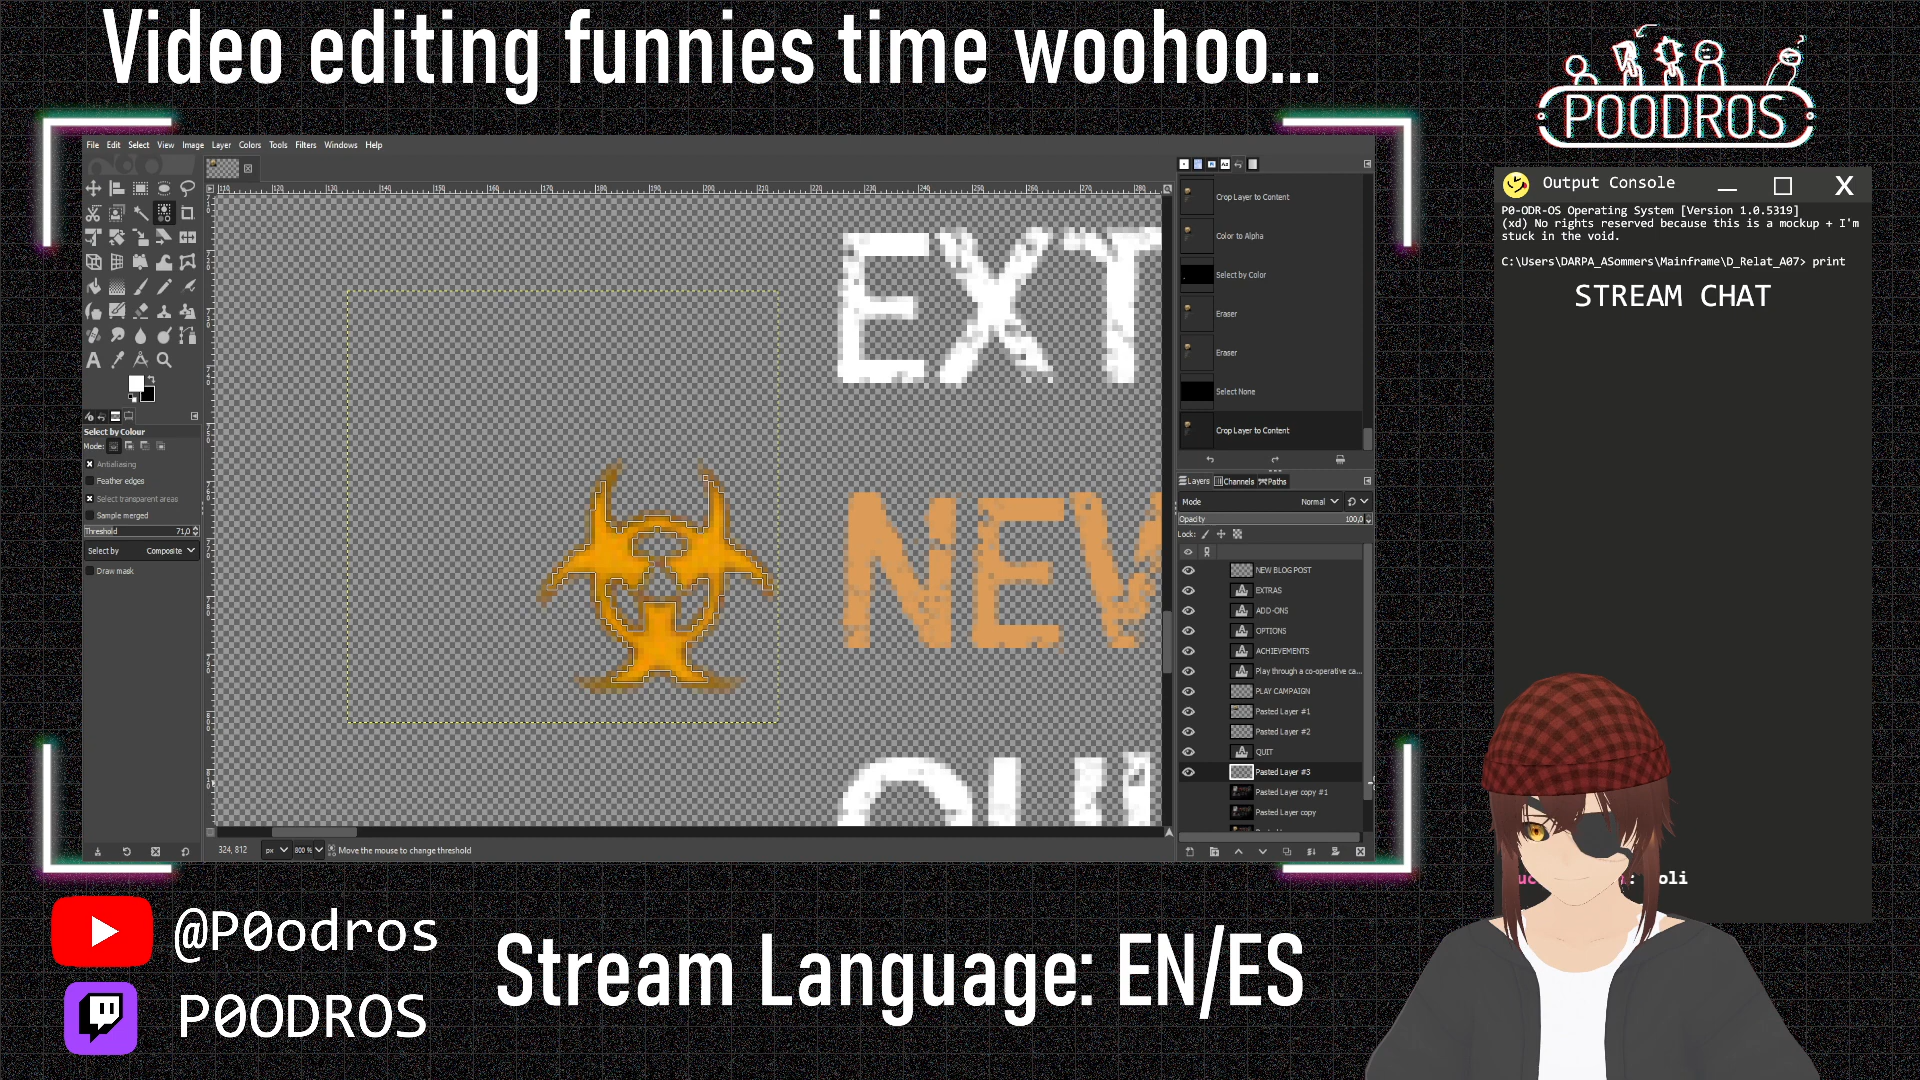 Video editing funnies time woohoo...
POODROS
File Edit Select View Image Layer Colors Tools Filters Windows Help
Output Console
P0-ODR-OS Operating System [Version 1.0.5319]
(xd) No rights reserved because this is a mockup + I'm
stuck in the void.
C:\Users\DARPA_ASommers\Mainframe\D_Relat_A07> print
STREAM CHAT
oli
EXT
NEW
QUI
Crop Layer to Content
Color to Alpha
Select by Color
Eraser
Eraser
Select None
Crop Layer to Content
Select by Colour
Mode:
Antialiasing
Feather edges
Select transparent areas
Sample merged
Threshold 71,0
Select by Composite
Draw mask
Layers Channels Paths
Mode Normal
Opacity 100,0
Lock:
NEW BLOG POST
EXTRAS
ADD-ONS
OPTIONS
ACHIEVEMENTS
Play through a co-operative ca...
PLAY CAMPAIGN
Pasted Layer #1
Pasted Layer #2
QUIT
Pasted Layer #3
Pasted Layer copy #1
Pasted Layer copy
324, 812 px 800 % Move the mouse to change threshold
@P0odros
P0ODROS
Stream Language: EN/ES